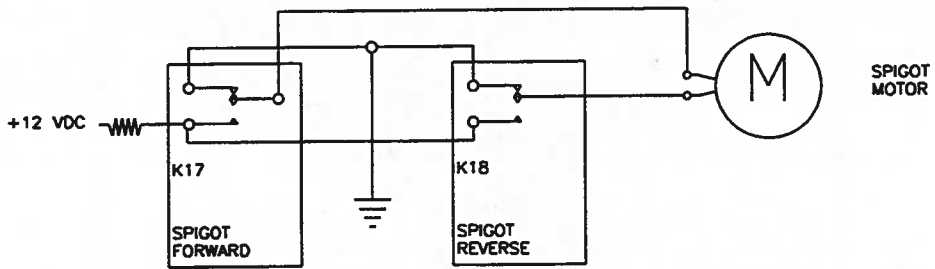 SPIGOT
MOTOR
M
+12 VDC
K17
K18
SPIGOT
FORWARD
SPIGOT
REVERSE